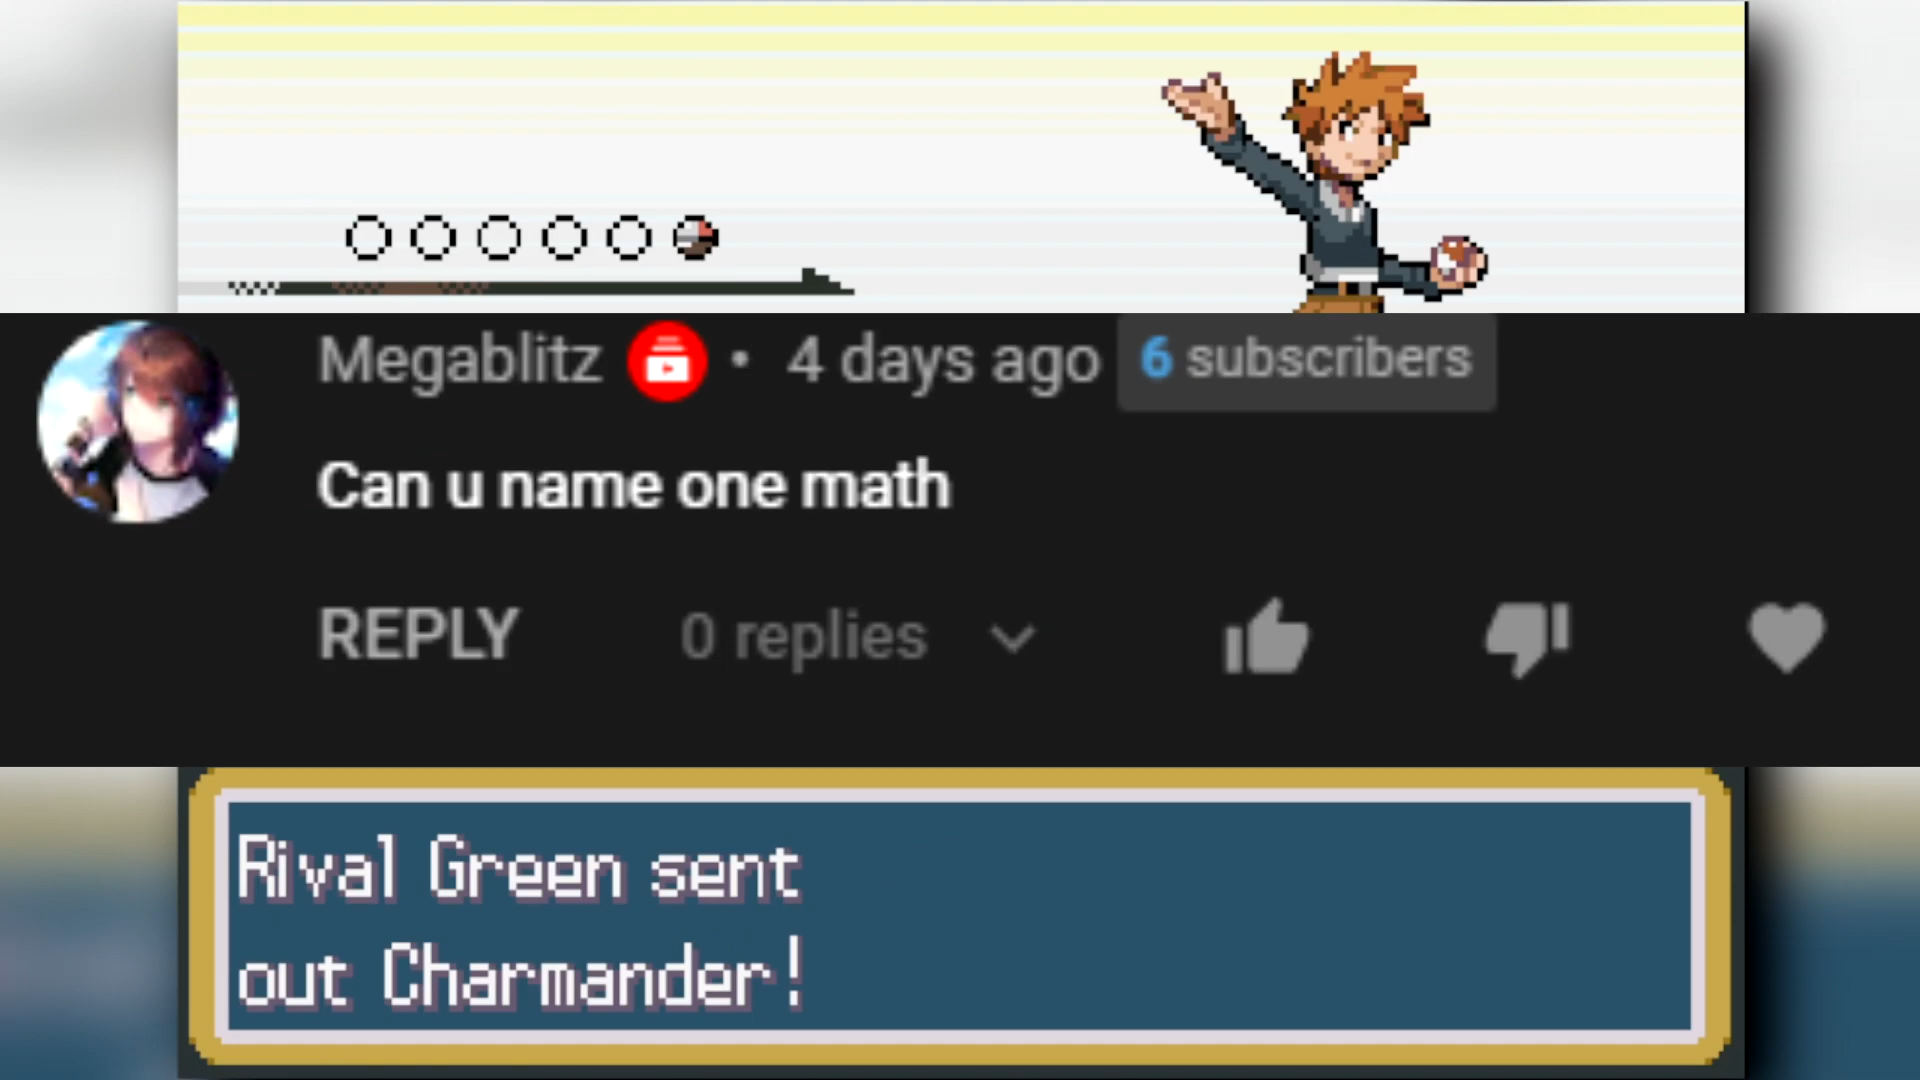 Megablitz • 4 days ago 6 subscribers
Can u name one math
REPLY 0 replies
Rival Green sent
out Charmander!